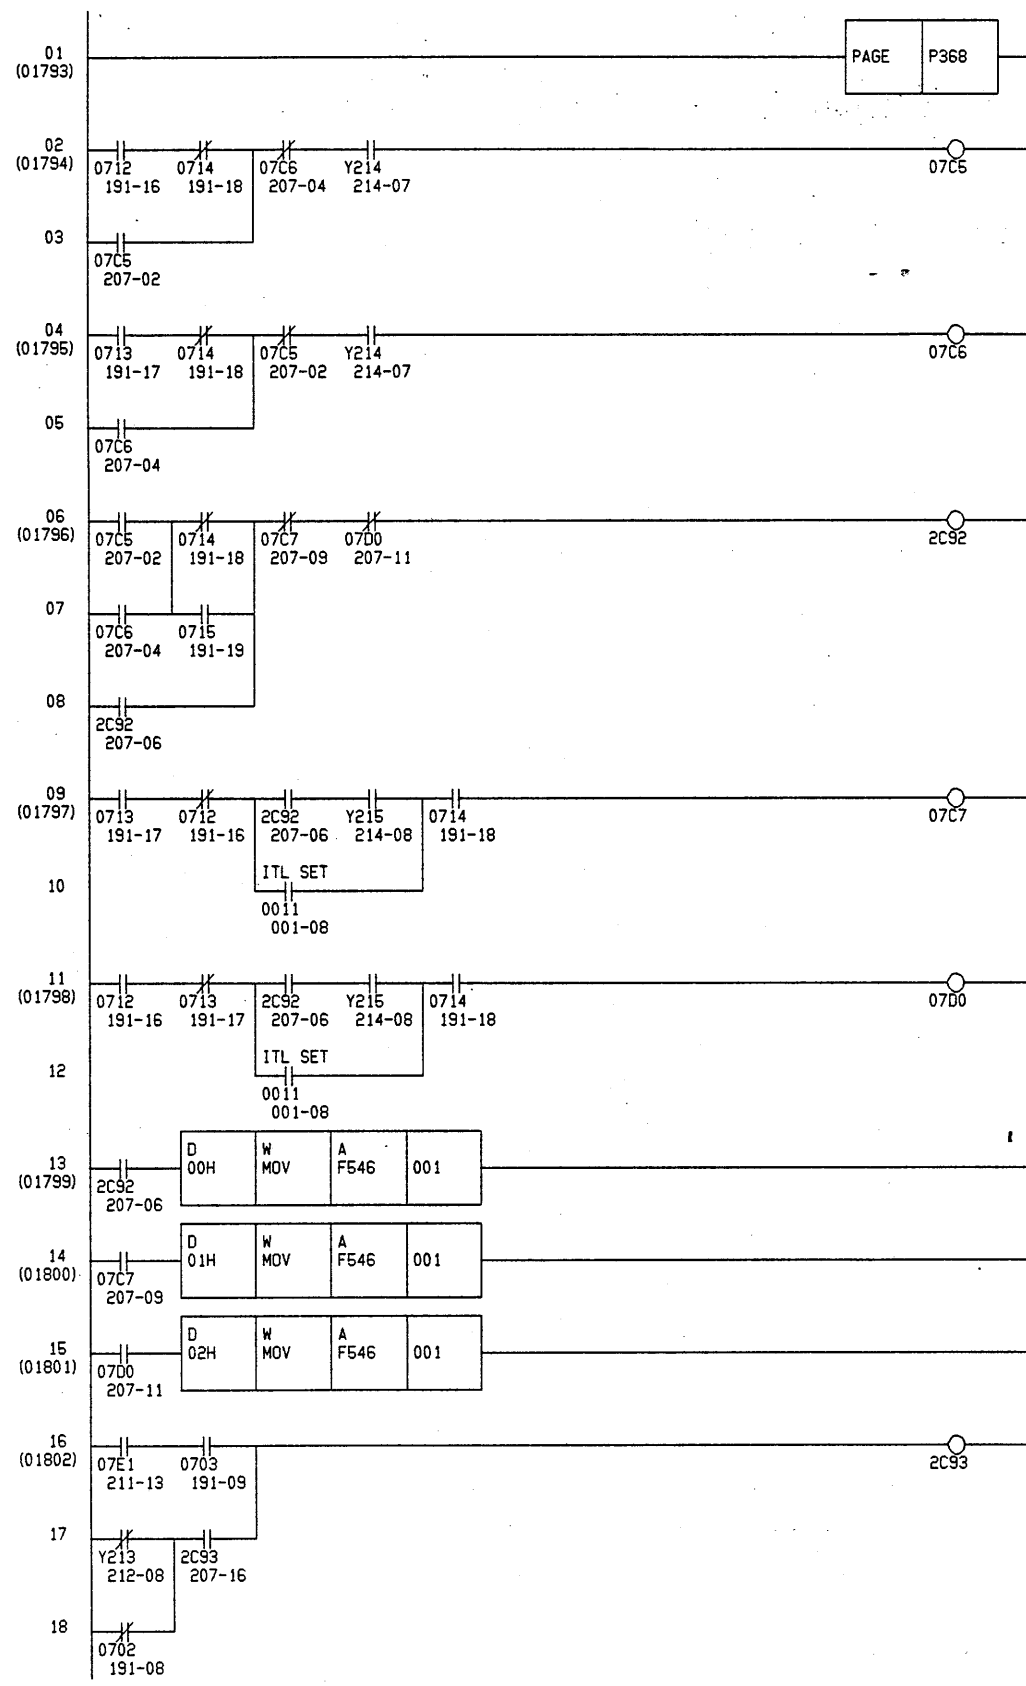 01
(01793)
PAGE P368
02
(01794)
0712 0714 07C6 Y214 07C5
191-16 191-18 207-04 214-07
03
07C5
207-02
04
(01795)
0713 0714 07C5 Y214 07C6
191-17 191-18 207-02 214-07
05
07C6
207-04
06
(01796)
07C5 0714 07C7 07D0 2C92
207-02 191-18 207-09 207-11
07
07C6 0715
207-04 191-19
08
2C92
207-06
09
(01797)
0713 0712 2C92 Y215 0714 07C7
191-17 191-16 207-06 214-08 191-18
ITL SET
10
0011
001-08
11
(01798)
0712 0713 2C92 Y215 0714 07D0
191-16 191-17 207-06 214-08 191-18
ITL SET
12
0011
001-08
D W A
13 00H MOV F546 001
(01799)
2C92
207-06
D W A
14 01H MOV F546 001
(01800)
07C7
207-09
D W A
15 02H MOV F546 001
(01801)
07D0
207-11
16
(01802)
07E1 0703 2C93
211-13 191-09
17
Y213 2C93
212-08 207-16
18
0702
191-08